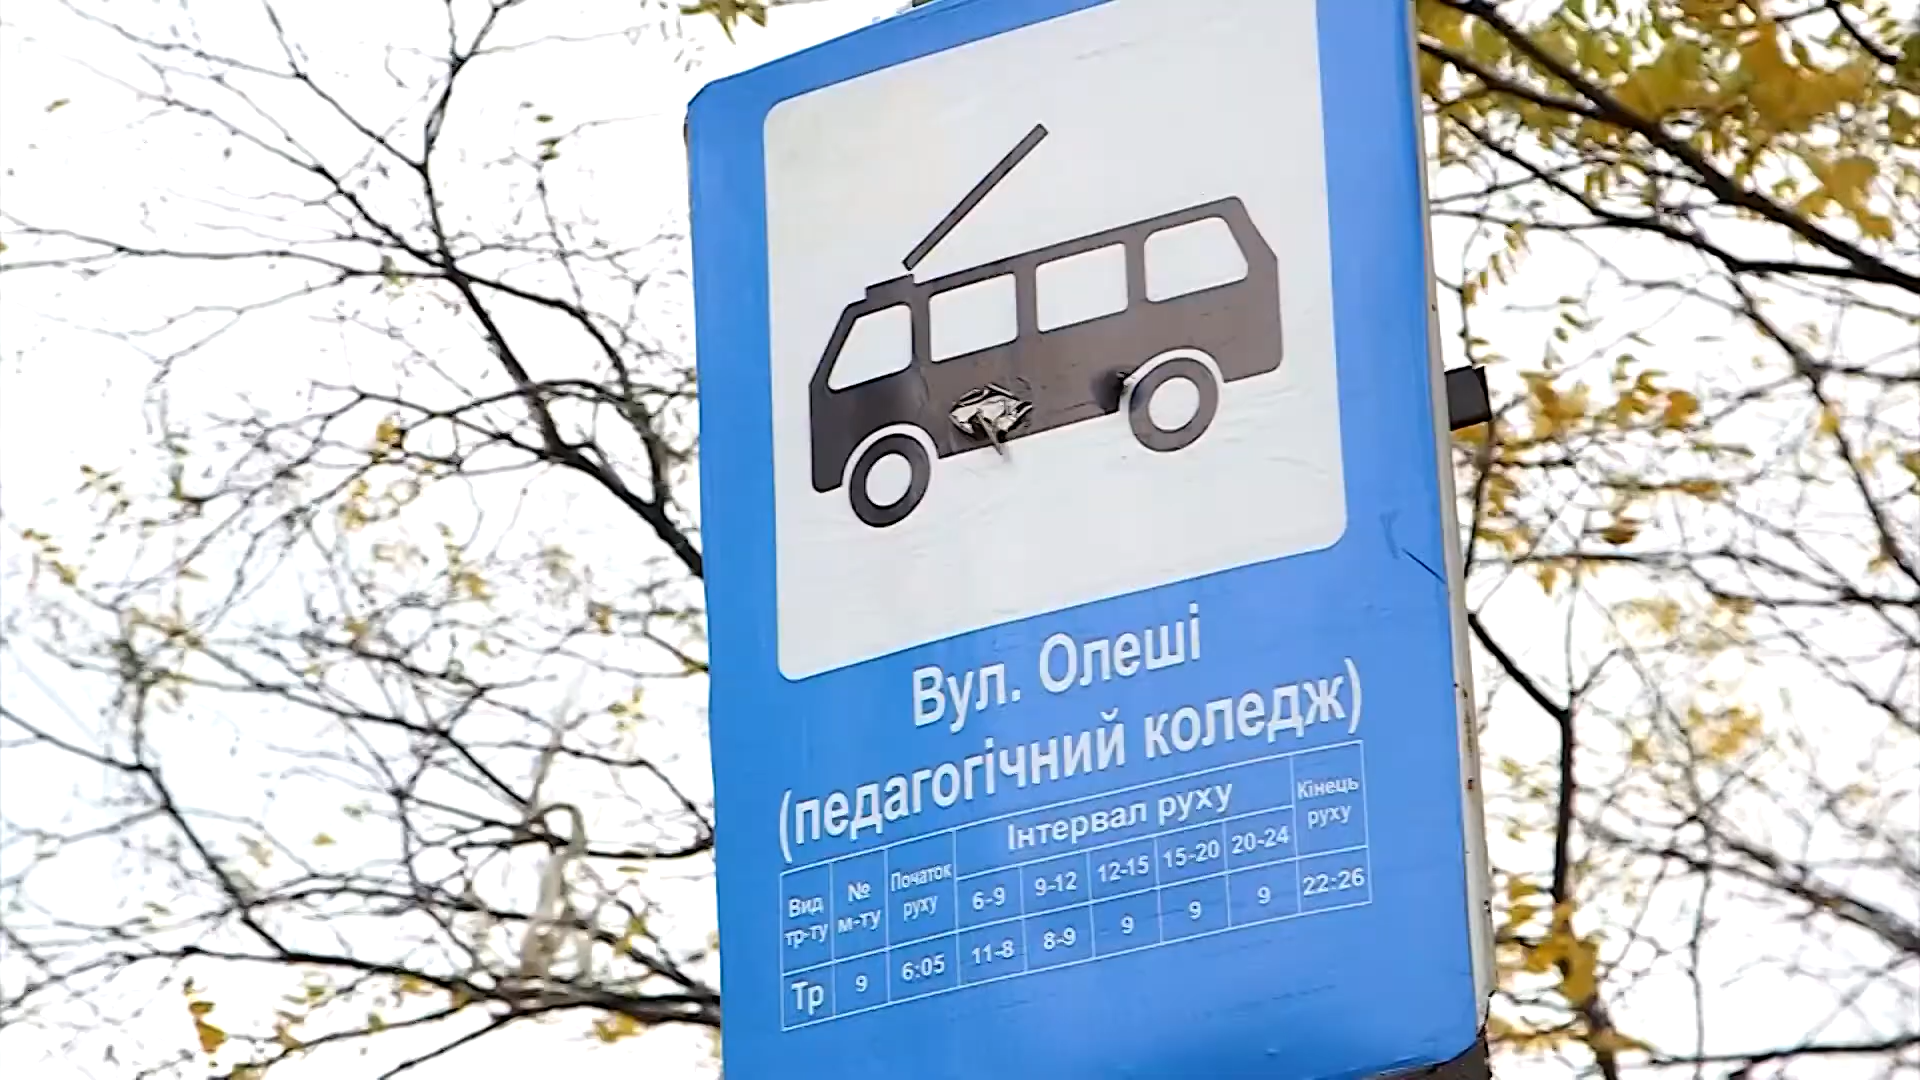 Вул. Олеші
(педагогічний коледж)
Вид тр-ту № м-ту Початок руху Інтервал руху Кінець руху
6-9 9-12 12-15 15-20 20-24
Тр 9 6:05 11-8 8-9 9 9 9 22:26